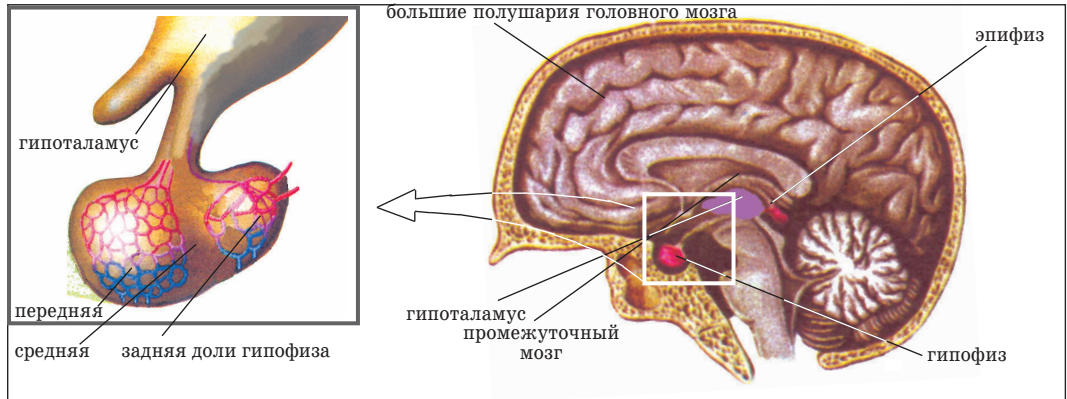 большие полушария головного мозга
эпифиз
гипоталамус
передняя
средняя
задняя доли гипофиза
гипоталамус
промежуточный
мозг
гипофиз